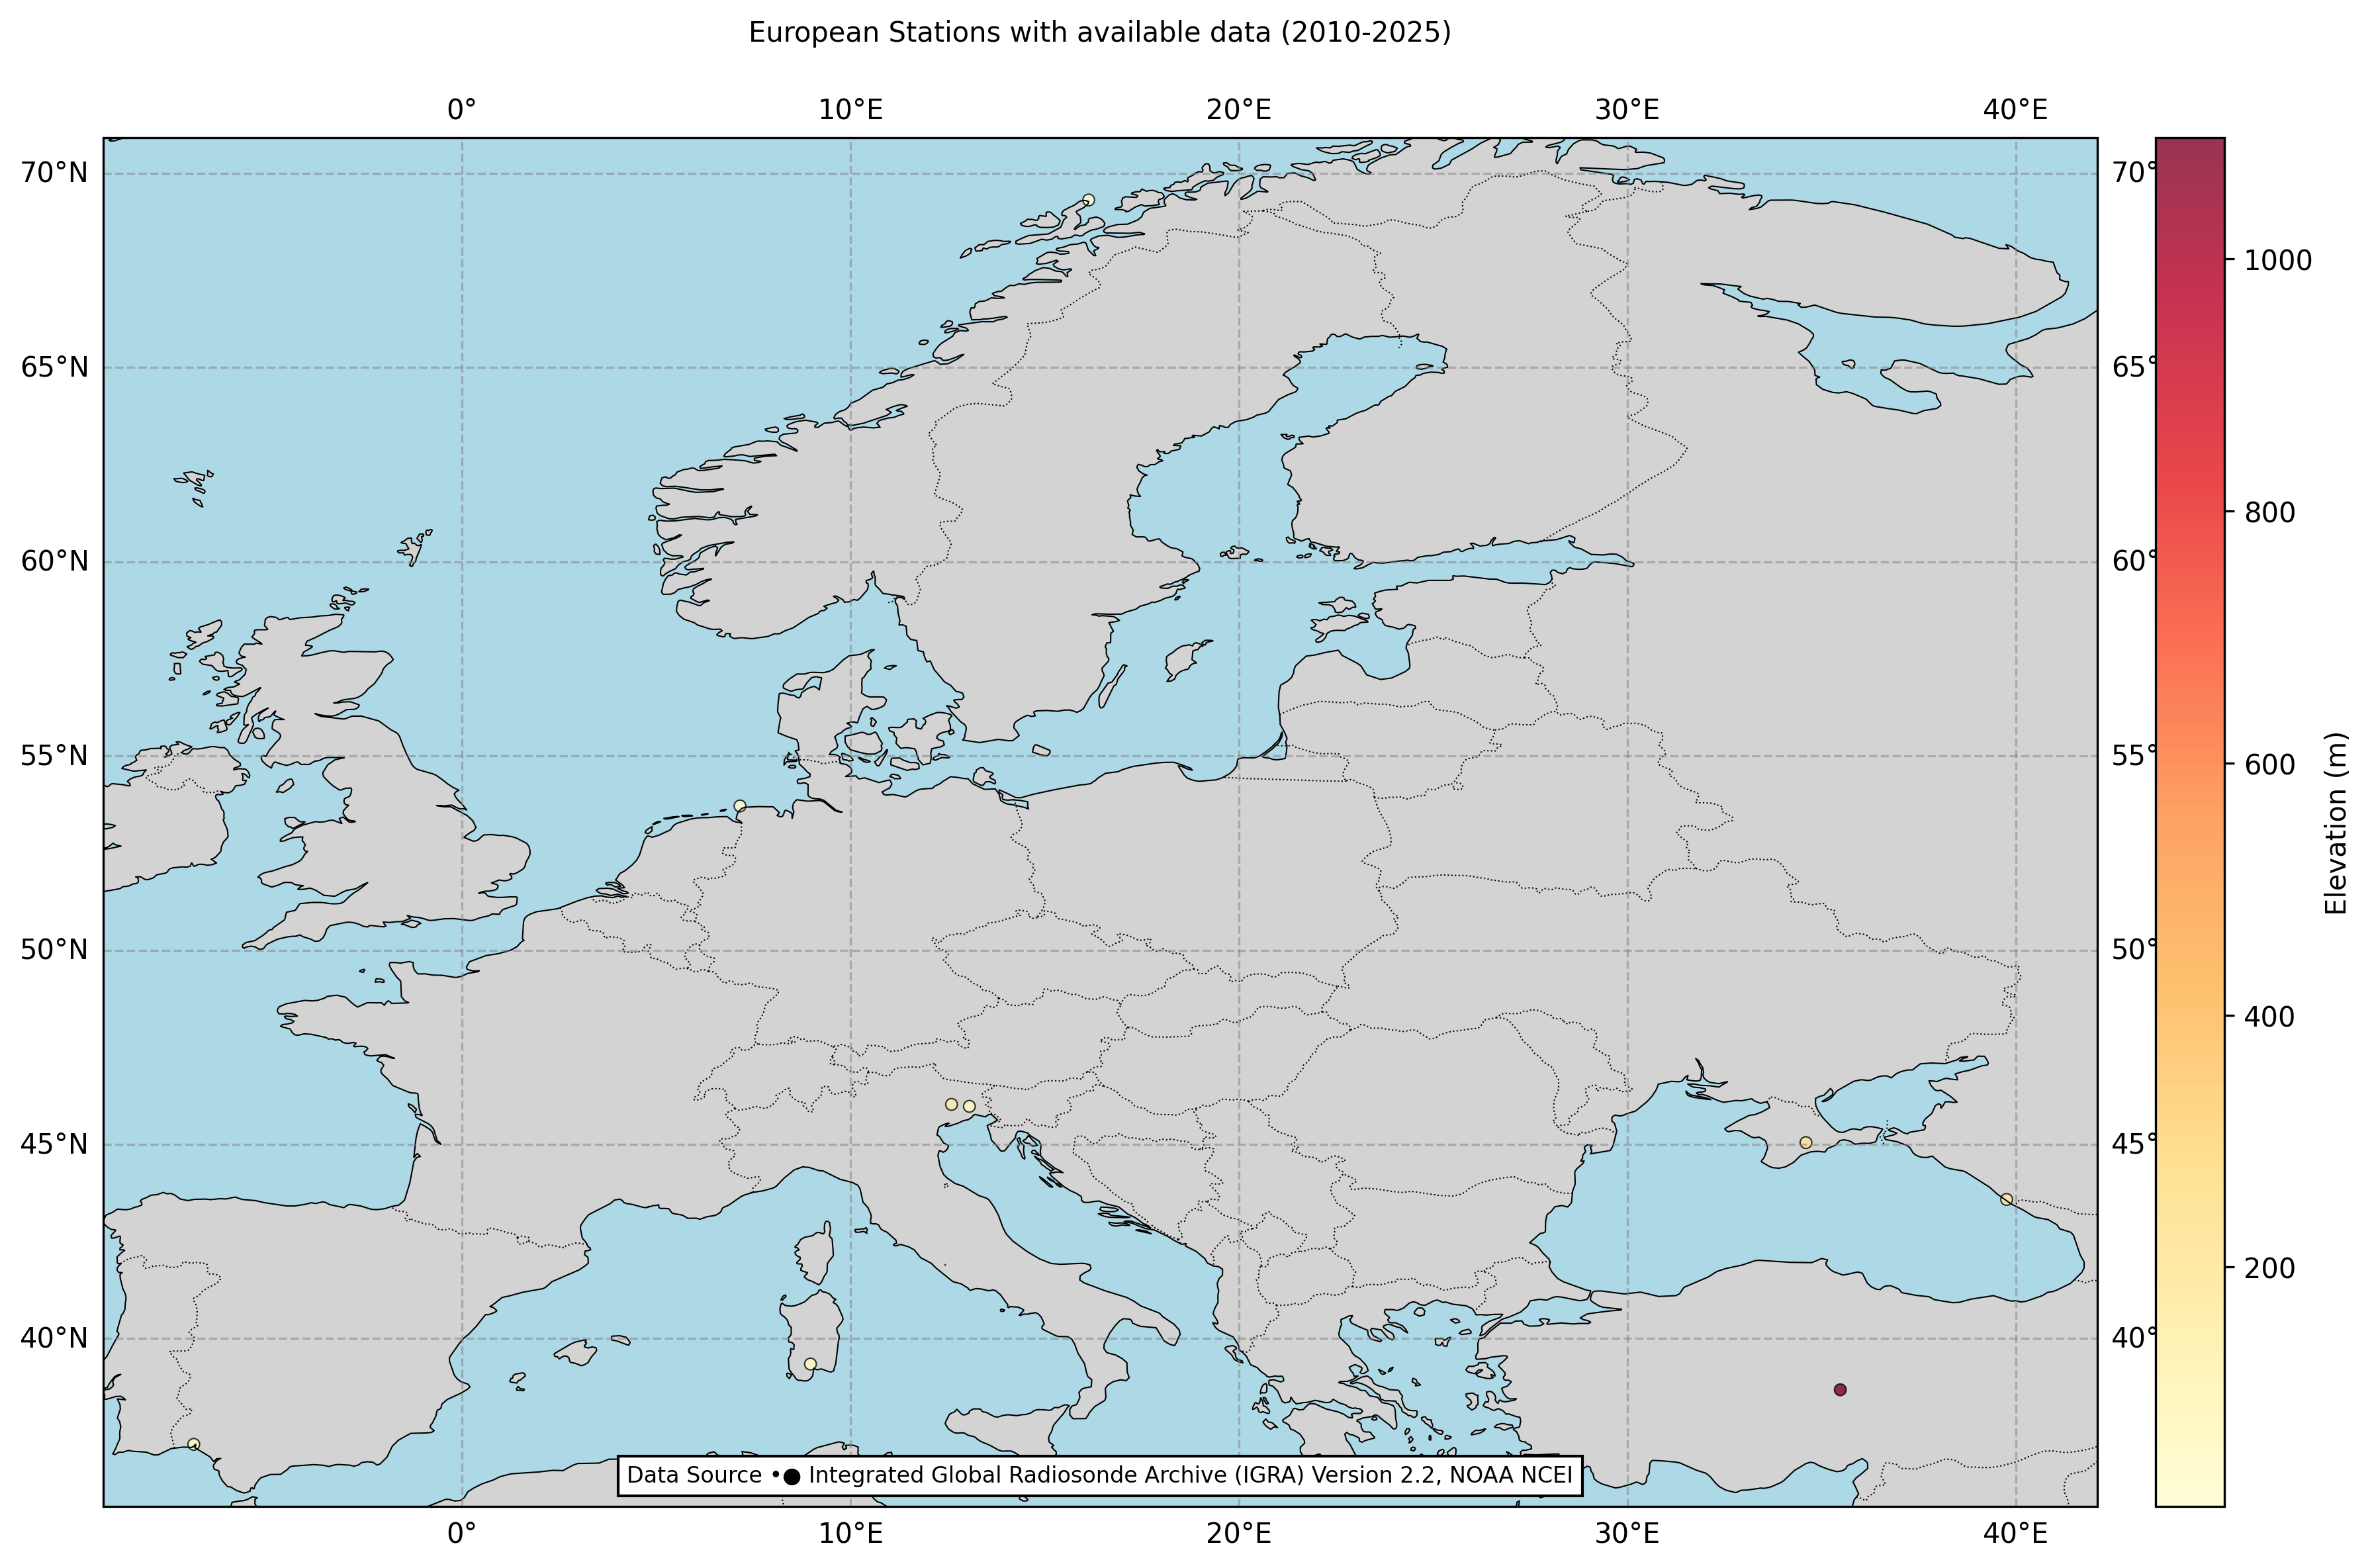 European Stations with available data (2010-2025)
0° 10°E 20°E 30°E 40°E
70°N 70°
65°N 65°
60°N 60°
55°N 55°
50°N 50°
45°N 45°
40°N 40°
1000
800
600
400
200
Elevation (m)
Data Source •● Integrated Global Radiosonde Archive (IGRA) Version 2.2, NOAA NCEI
0° 10°E 20°E 30°E 40°E